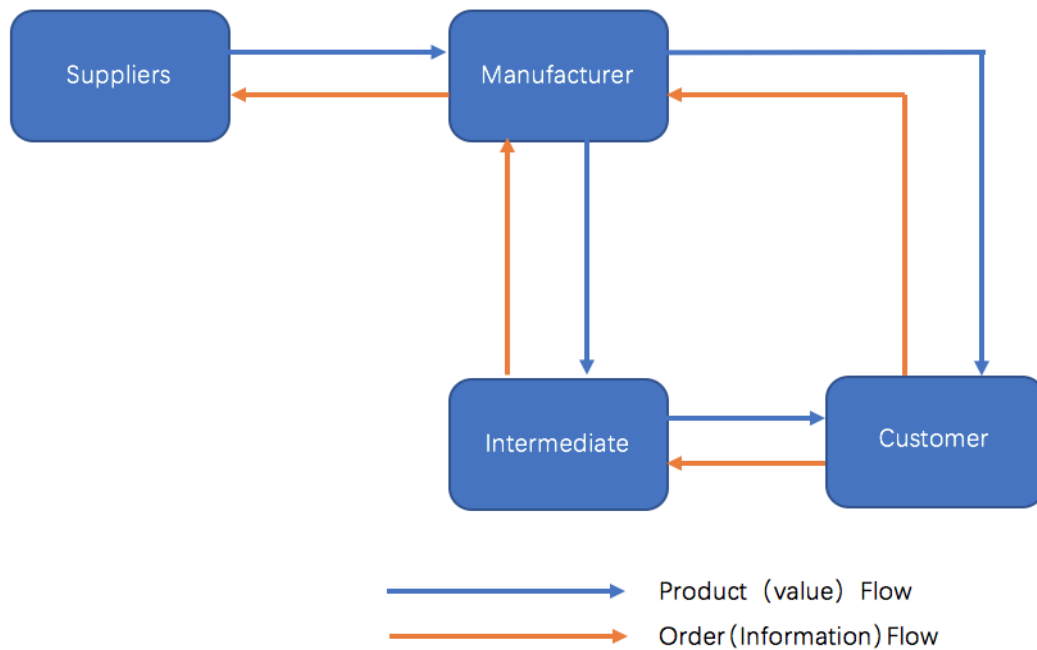 Suppliers
Manufacturer
Intermediate
Customer
Product（value）Flow
Order(Information)Flow